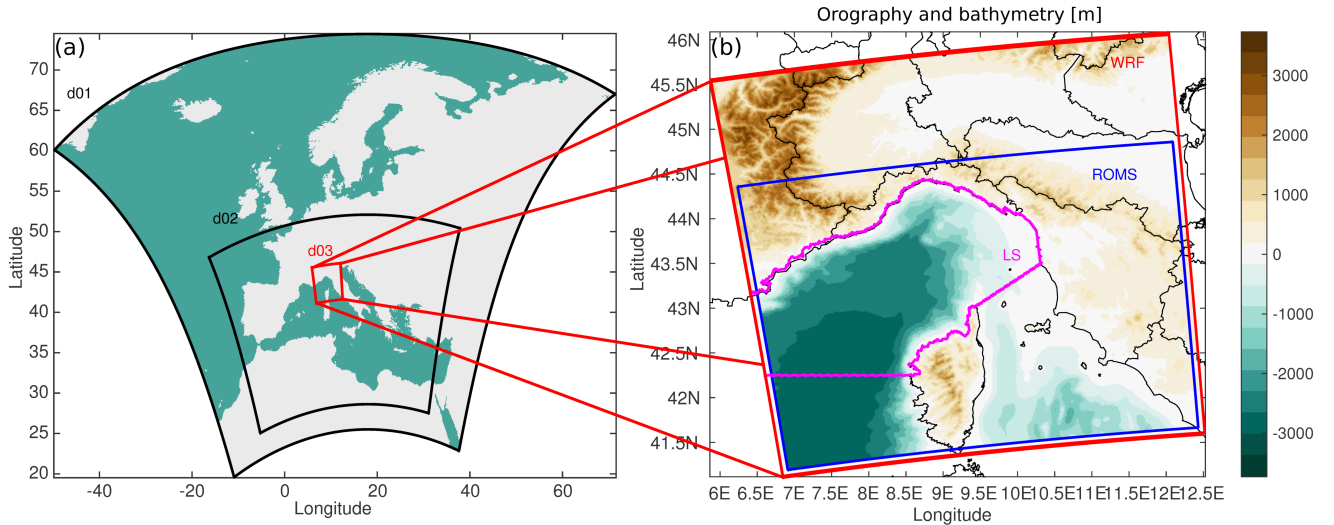 Orography and bathymetry [m]
(a)
d01
d02
d03
70
65
60
55
50
45
40
35
30
25
20
Latitude
-40
-20
0
20
40
60
Longitude
(b)
WRF
ROMS
LS
46N
45.5N
45N
44.5N
44N
43.5N
43N
42.5N
42N
41.5N
Latitude
6E
6.5E
7E
7.5E
8E
8.5E
9E
9.5E
10E
10.5E
11E
11.5E
12E
12.5E
Longitude
3000
2000
1000
0
-1000
-2000
-3000